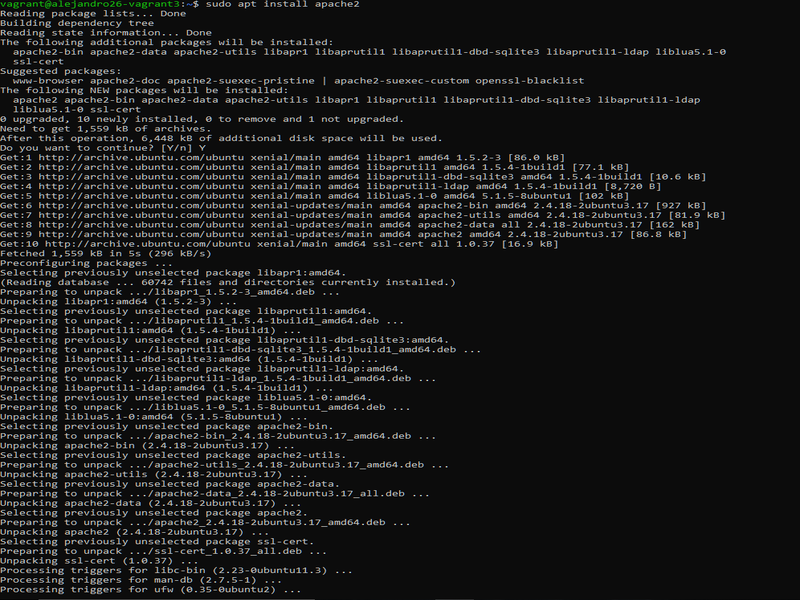 vagrant@alejandro26-vagrant3:~$ sudo apt install apache2
Reading package lists... Done
Building dependency tree
Reading state information... Done
The following additional packages will be installed:
  apache2-bin apache2-data apache2-utils libapr1 libaprutil1 libaprutil1-dbd-sqlite3 libaprutil1-ldap liblua5.1-0
  ssl-cert
Suggested packages:
  www-browser apache2-doc apache2-suexec-pristine | apache2-suexec-custom openssl-blacklist
The following NEW packages will be installed:
  apache2 apache2-bin apache2-data apache2-utils libapr1 libaprutil1 libaprutil1-dbd-sqlite3 libaprutil1-ldap
  liblua5.1-0 ssl-cert
0 upgraded, 10 newly installed, 0 to remove and 1 not upgraded.
Need to get 1,559 kB of archives.
After this operation, 6,448 kB of additional disk space will be used.
Do you want to continue? [Y/n] Y
Get:1 http://archive.ubuntu.com/ubuntu xenial/main amd64 libapr1 amd64 1.5.2-3 [86.0 kB]
Get:2 http://archive.ubuntu.com/ubuntu xenial/main amd64 libaprutil1 amd64 1.5.4-1build1 [77.1 kB]
Get:3 http://archive.ubuntu.com/ubuntu xenial/main amd64 libaprutil1-dbd-sqlite3 amd64 1.5.4-1build1 [10.6 kB]
Get:4 http://archive.ubuntu.com/ubuntu xenial/main amd64 libaprutil1-ldap amd64 1.5.4-1build1 [8,720 B]
Get:5 http://archive.ubuntu.com/ubuntu xenial/main amd64 liblua5.1-0 amd64 5.1.5-8ubuntu1 [102 kB]
Get:6 http://archive.ubuntu.com/ubuntu xenial-updates/main amd64 apache2-bin amd64 2.4.18-2ubuntu3.17 [927 kB]
Get:7 http://archive.ubuntu.com/ubuntu xenial-updates/main amd64 apache2-utils amd64 2.4.18-2ubuntu3.17 [81.9 kB]
Get:8 http://archive.ubuntu.com/ubuntu xenial-updates/main amd64 apache2-data all 2.4.18-2ubuntu3.17 [162 kB]
Get:9 http://archive.ubuntu.com/ubuntu xenial-updates/main amd64 apache2 amd64 2.4.18-2ubuntu3.17 [86.8 kB]
Get:10 http://archive.ubuntu.com/ubuntu xenial/main amd64 ssl-cert all 1.0.37 [16.9 kB]
Fetched 1,559 kB in 5s (296 kB/s)
Preconfiguring packages ...
Selecting previously unselected package libapr1:amd64.
(Reading database ... 60742 files and directories currently installed.)
Preparing to unpack .../libapr1_1.5.2-3_amd64.deb ...
Unpacking libapr1:amd64 (1.5.2-3) ...
Selecting previously unselected package libaprutil1:amd64.
Preparing to unpack .../libaprutil1_1.5.4-1build1_amd64.deb ...
Unpacking libaprutil1:amd64 (1.5.4-1build1) ...
Selecting previously unselected package libaprutil1-dbd-sqlite3:amd64.
Preparing to unpack .../libaprutil1-dbd-sqlite3_1.5.4-1build1_amd64.deb ...
Unpacking libaprutil1-dbd-sqlite3:amd64 (1.5.4-1build1) ...
Selecting previously unselected package libaprutil1-ldap:amd64.
Preparing to unpack .../libaprutil1-ldap_1.5.4-1build1_amd64.deb ...
Unpacking libaprutil1-ldap:amd64 (1.5.4-1build1) ...
Selecting previously unselected package liblua5.1-0:amd64.
Preparing to unpack .../liblua5.1-0_5.1.5-8ubuntu1_amd64.deb ...
Unpacking liblua5.1-0:amd64 (5.1.5-8ubuntu1) ...
Selecting previously unselected package apache2-bin.
Preparing to unpack .../apache2-bin_2.4.18-2ubuntu3.17_amd64.deb ...
Unpacking apache2-bin (2.4.18-2ubuntu3.17) ...
Selecting previously unselected package apache2-utils.
Preparing to unpack .../apache2-utils_2.4.18-2ubuntu3.17_amd64.deb ...
Unpacking apache2-utils (2.4.18-2ubuntu3.17) ...
Selecting previously unselected package apache2-data.
Preparing to unpack .../apache2-data_2.4.18-2ubuntu3.17_all.deb ...
Unpacking apache2-data (2.4.18-2ubuntu3.17) ...
Selecting previously unselected package apache2.
Preparing to unpack .../apache2_2.4.18-2ubuntu3.17_amd64.deb ...
Unpacking apache2 (2.4.18-2ubuntu3.17) ...
Selecting previously unselected package ssl-cert.
Preparing to unpack .../ssl-cert_1.0.37_all.deb ...
Unpacking ssl-cert (1.0.37) ...
Processing triggers for libc-bin (2.23-0ubuntu11.3) ...
Processing triggers for man-db (2.7.5-1) ...
Processing triggers for ufw (0.35-0ubuntu2) ...